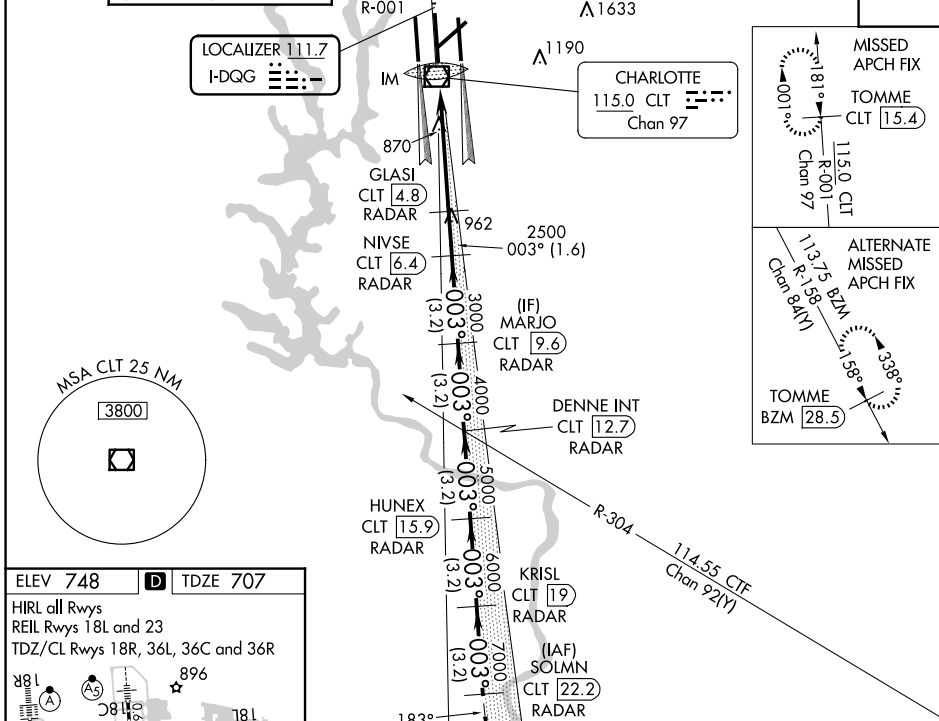 R-001
1633
LOCALIZER 111.7
I-DQG
1190
IM
CHARLOTTE
115.0 CLT
Chan 97
870
GLASI
CLT 4.8
RADAR
962
NIVSE
CLT 6.4
RADAR
2500
003° (1.6)
003°
3000
(3.2)
(IF)
MARJO
CLT 9.6
RADAR
003°
4000
(3.2)
DENNE INT
CLT 12.7
RADAR
003°
5000
(3.2)
HUNEX
CLT 15.9
RADAR
R-304
114.55 CTF
Chan 92(Y)
003°
6000
(3.2)
KRISL
CLT 19
RADAR
003°
7000
(3.2)
(IAF)
SOLMN
CLT 22.2
RADAR
183°
MISSED
APCH FIX
TOMME
CLT 15.4
181°
001°
115.0 CLT
R-001
Chan 97
ALTERNATE
MISSED
APCH FIX
113.75 BZM
R-158
Chan 84(Y)
158°
338°
TOMME
BZM 28.5
MSA CLT 25 NM
3800
ELEV 748
D
TDZE 707
HIRL all Rwys
REIL Rwys 18L and 23
TDZ/CL Rwys 18R, 36L, 36C and 36R
896
18R
A
A5
18C
18L